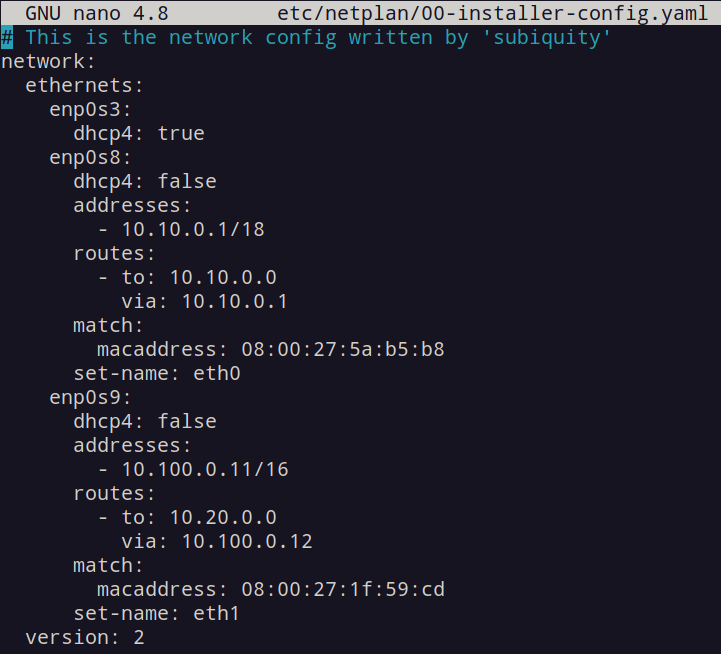 GNU nano 4.8 etc/netplan/00-installer-config.yaml
# This is the network config written by 'subiquity'
network:
  ethernets:
    enp0s3:
      dhcp4: true
    enp0s8:
      dhcp4: false
      addresses:
        - 10.10.0.1/18
      routes:
        - to: 10.10.0.0
          via: 10.10.0.1
      match:
        macaddress: 08:00:27:5a:b5:b8
      set-name: eth0
    enp0s9:
      dhcp4: false
      addresses:
        - 10.100.0.11/16
      routes:
        - to: 10.20.0.0
          via: 10.100.0.12
      match:
        macaddress: 08:00:27:1f:59:cd
      set-name: eth1
  version: 2